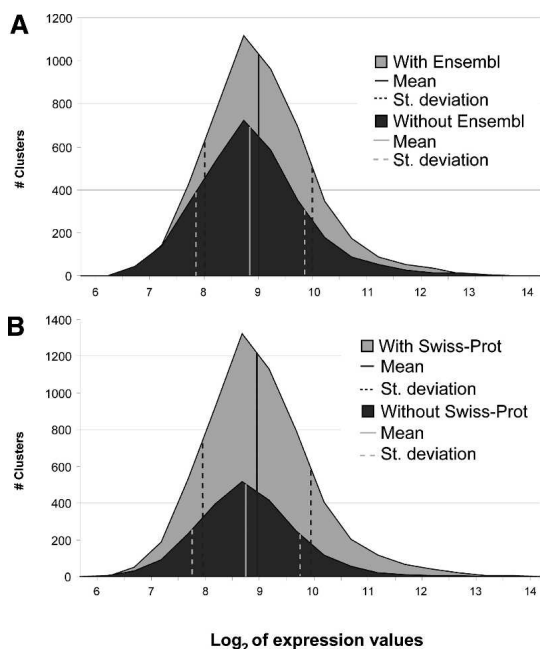 A
1200
1000
800
600
400
200
0
# Clusters
With Ensembl
Mean
St. deviation
Without Ensembl
Mean
St. deviation
6 7 8 9 10 11 12 13 14
B
1400
1200
1000
800
600
400
200
0
# Clusters
With Swiss-Prot
Mean
St. deviation
Without Swiss-Prot
Mean
St. deviation
6 7 8 9 10 11 12 13 14
Log₂ of expression values